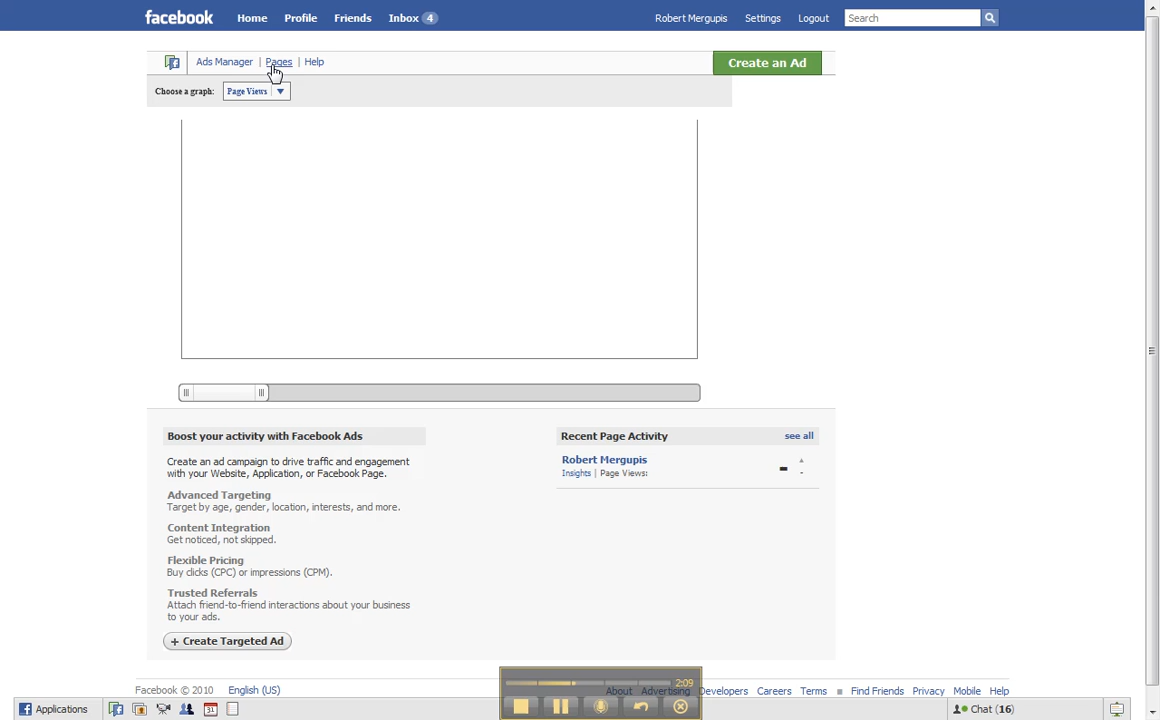 facebook Home Profile Friends Inbox 4 Robert Mergupis Settings Logout Search
Ads Manager | Pages | Help Create an Ad
Choose a graph: Page Views
Boost your activity with Facebook Ads
Create an ad campaign to drive traffic and engagement
with your Website, Application, or Facebook Page.
Advanced Targeting
Target by age, gender, location, interests, and more.
Content Integration
Get noticed, not skipped.
Flexible Pricing
Buy clicks (CPC) or impressions (CPM).
Trusted Referrals
Attach friend-to-friend interactions about your business
to your ads.
+ Create Targeted Ad
Recent Page Activity see all
Robert Mergupis
Insights | Page Views: -
Facebook © 2010 English (US) 2:09 About Advertising Developers Careers Terms Find Friends Privacy Mobile Help
Applications 31 Chat (16)